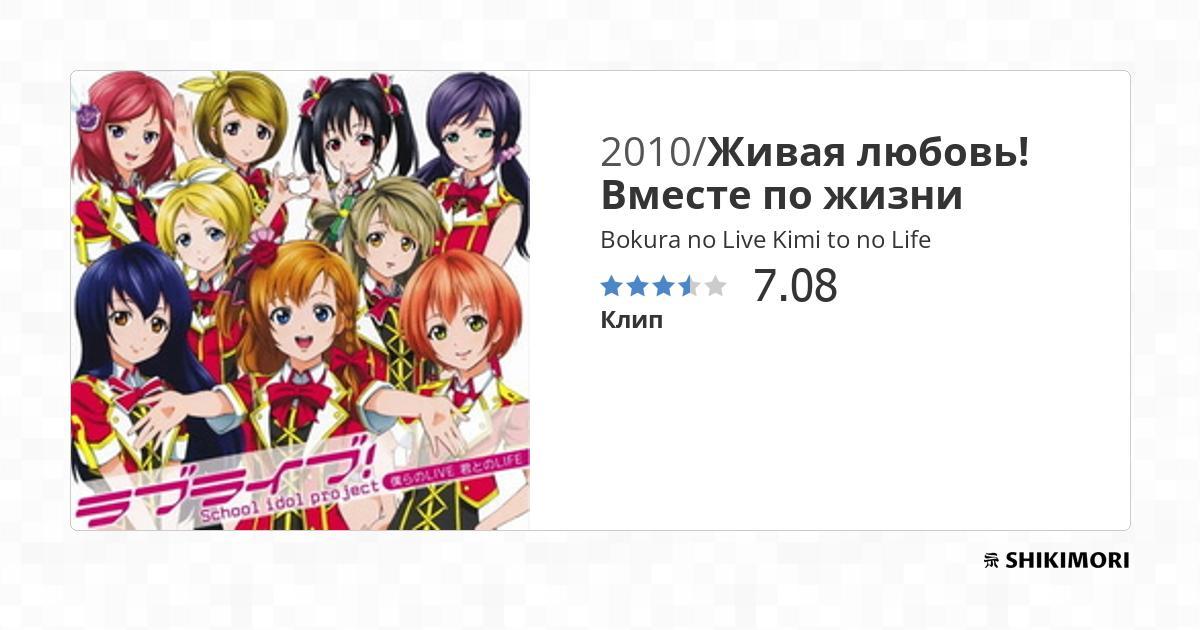 ラブライブ!
School idol project
僕らのLIVE 君とのLIFE
2010/Живая любовь!
Вместе по жизни
Bokura no Live Kimi to no Life
7.08
Клип
SHIKIMORI